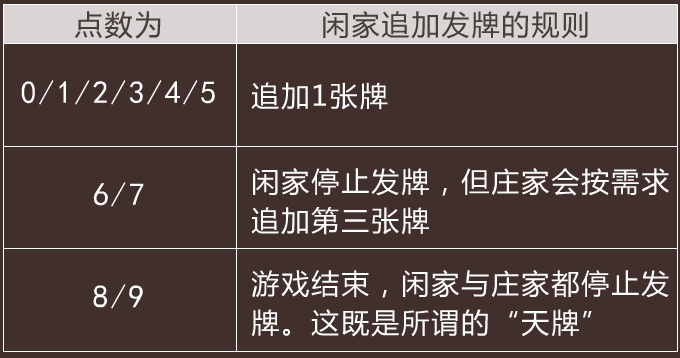 点数为
闲家追加发牌的规则
0/1/2/3/4/5
追加1张牌
6/7
闲家停止发牌，但庄家会按需求
追加第三张牌
8/9
游戏结束，闲家与庄家都停止发
牌。这既是所谓的“天牌”